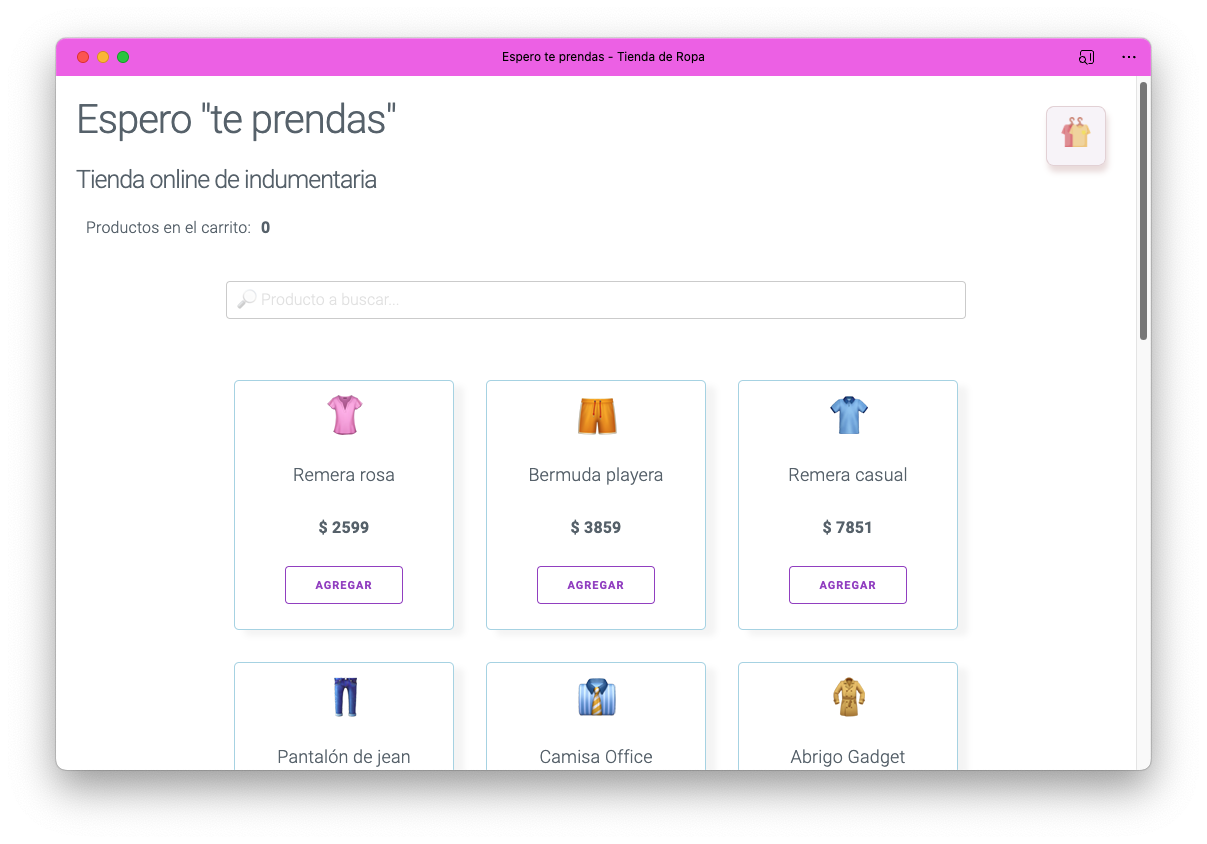 Espero te prendas - Tienda de Ropa
Espero "te prendas"
Tienda online de indumentaria
Productos en el carrito: 0
Producto a buscar...
Remera rosa
$ 2599
AGREGAR
Bermuda playera
$ 3859
AGREGAR
Remera casual
$ 7851
AGREGAR
Pantalón de jean
Camisa Office
Abrigo Gadget